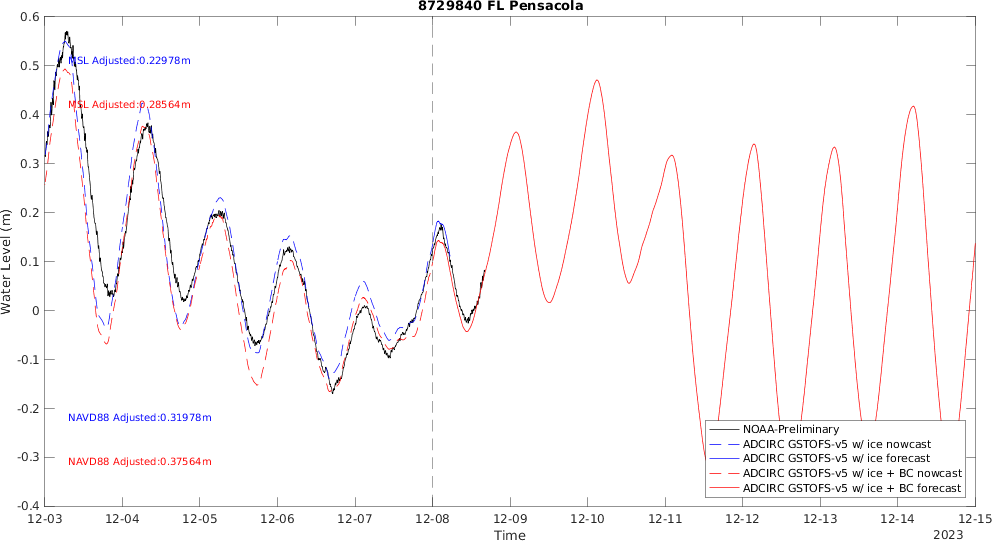 8729840 FL Pensacola
0.6
0.5
0.4
0.3
0.2
0.1
0
-0.1
-0.2
-0.3
-0.4
Water Level (m)
MSL Adjusted:0.22978m
MSL Adjusted:0.28564m
NAVD88 Adjusted:0.31978m
NAVD88 Adjusted:0.37564m
NOAA-Preliminary
ADCIRC GSTOFS-v5 w/ ice nowcast
ADCIRC GSTOFS-v5 w/ ice forecast
ADCIRC GSTOFS-v5 w/ ice + BC nowcast
ADCIRC GSTOFS-v5 w/ ice + BC forecast
12-03 12-04 12-05 12-06 12-07 12-08 12-09 12-10 12-11 12-12 12-13 12-14 12-15
Time
2023